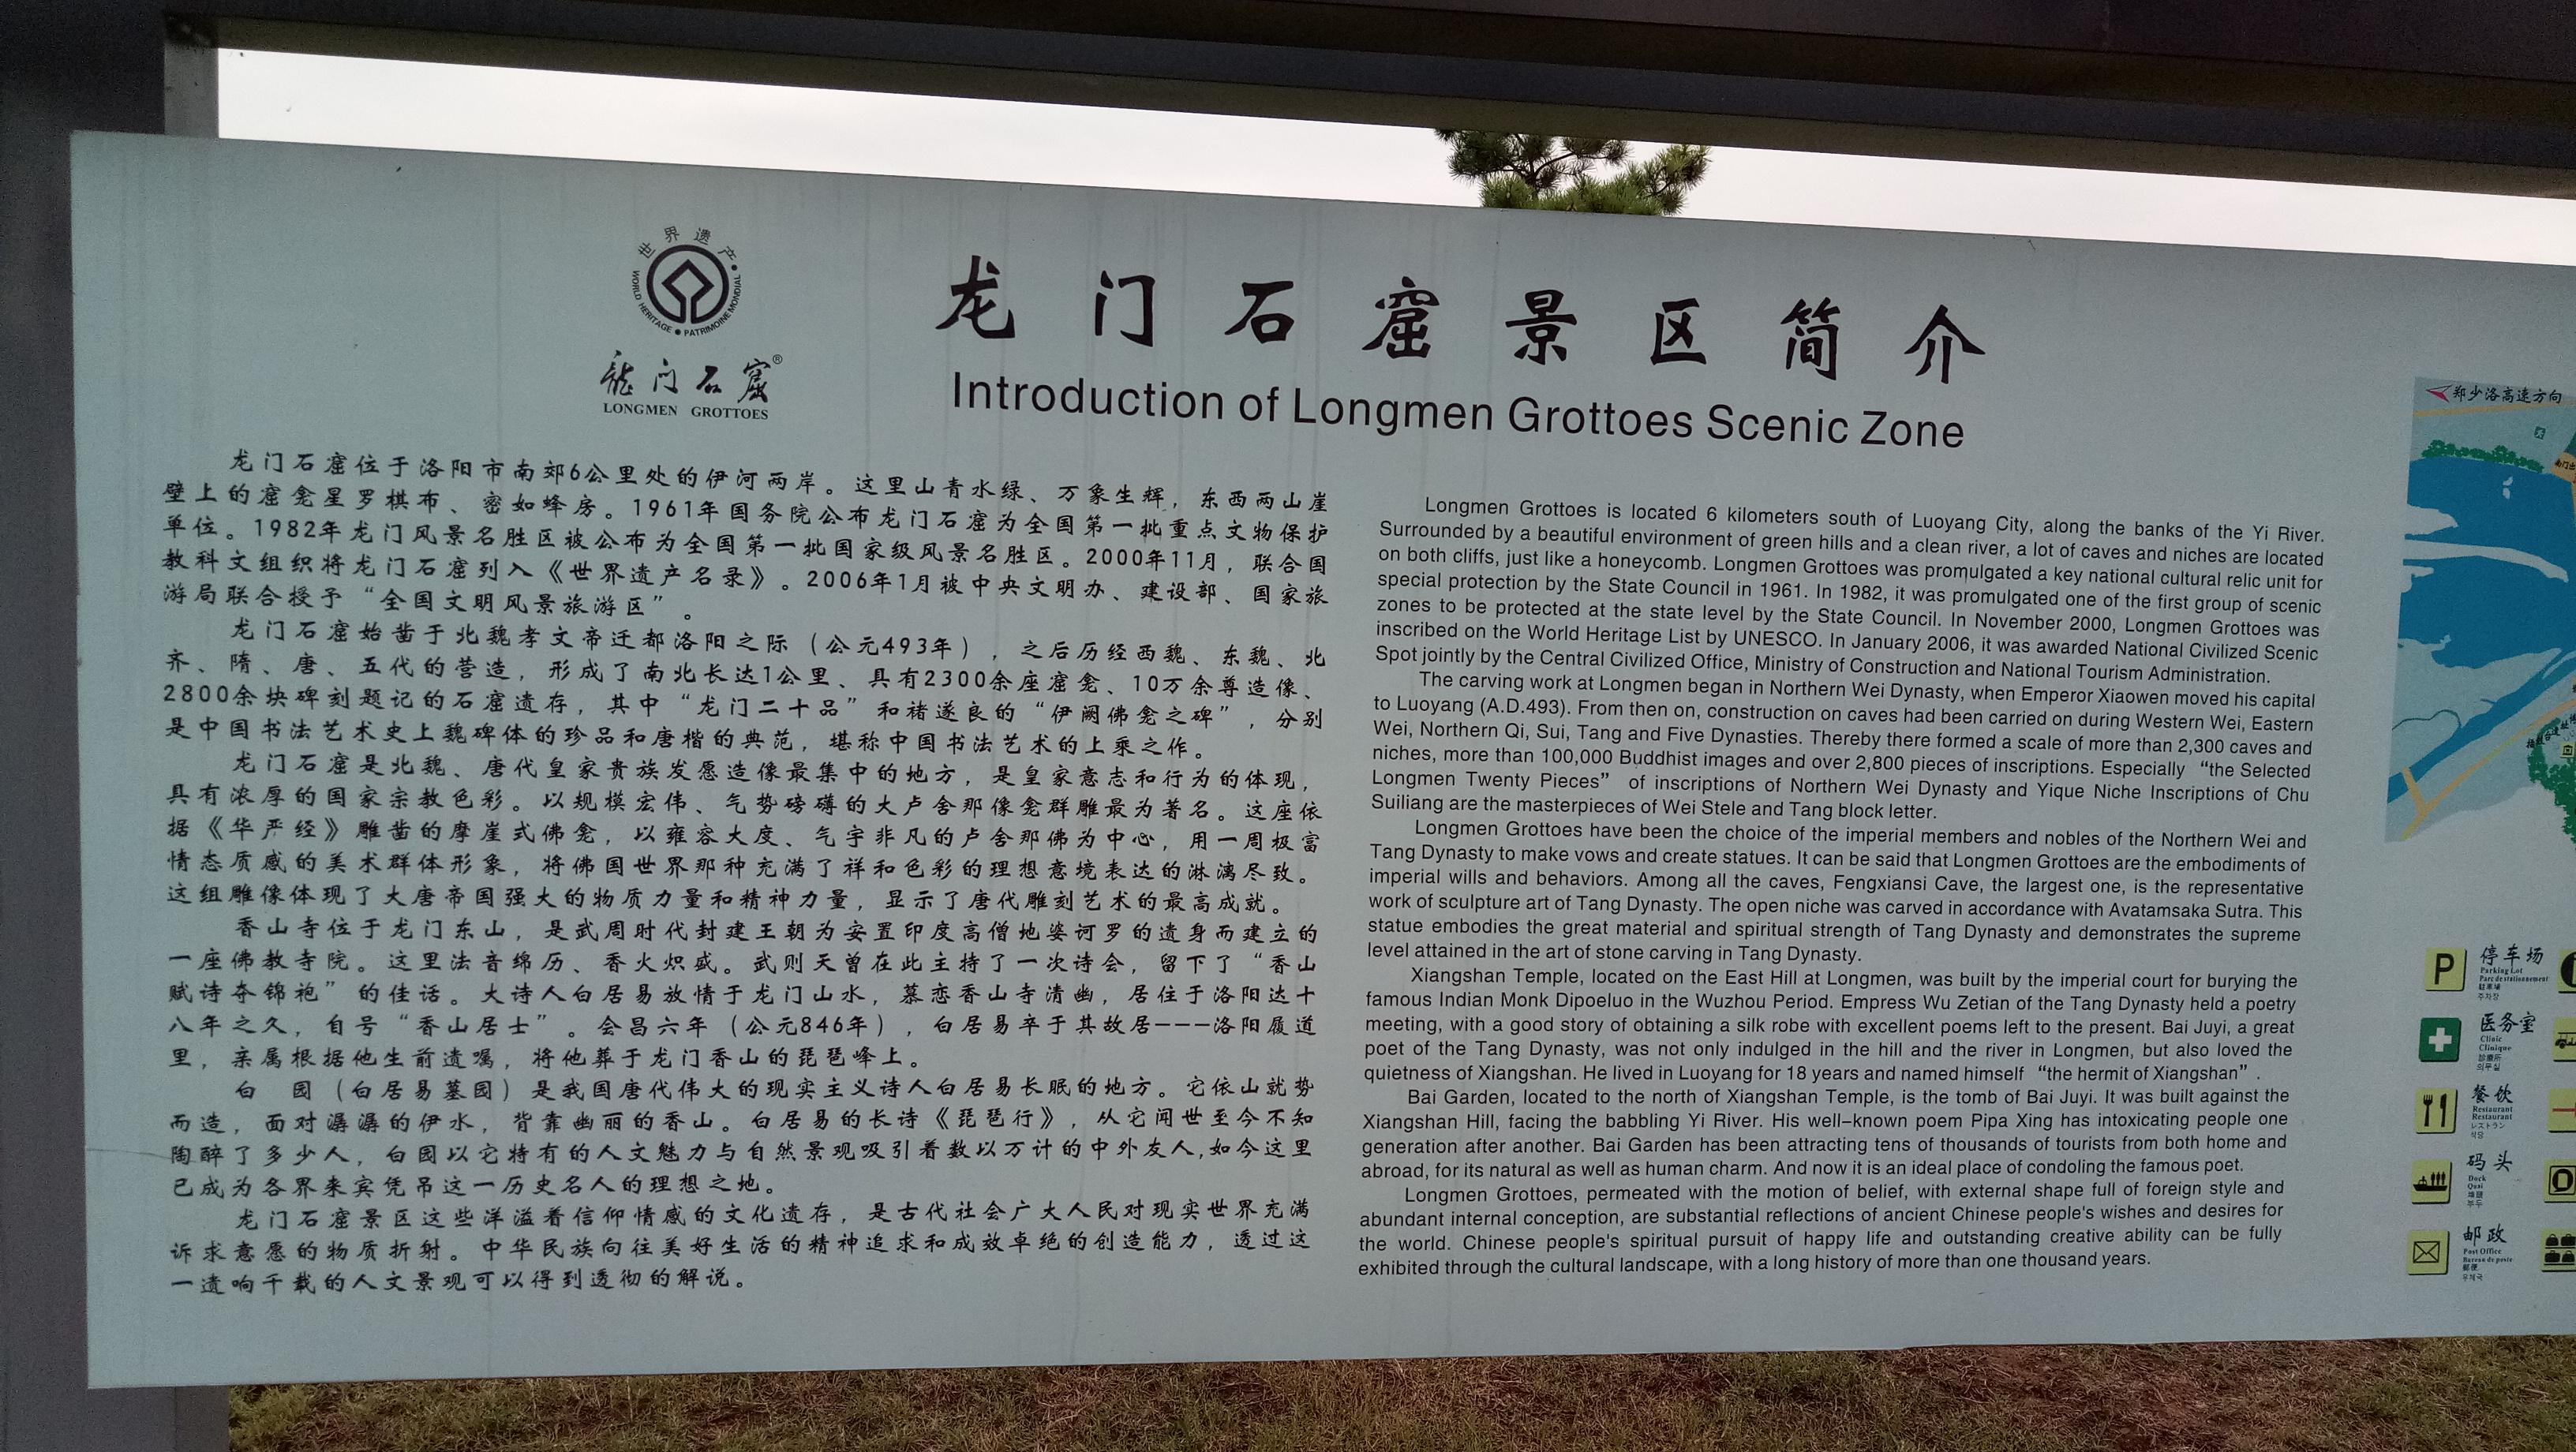 世界遗产
WORLD HERITAGE • PATRIMOINE MONDIAL
龍门石窟®
LONGMEN GROTTOES
龙门石窟景区简介
Introduction of Longmen Grottoes Scenic Zone
龙门石窟位于洛阳市南郊6公里处的伊河两岸。这里山青水绿、万象生辉，东西两山崖
壁上的窟龛星罗棋布、密如蜂房。1961年国务院公布龙门石窟为全国第一批重点文物保护
单位。1982年龙门风景名胜区被公布为全国第一批国家级风景名胜区。2000年11月，联合国
教科文组织将龙门石窟列入《世界遗产名录》。2006年1月被中央文明办、建设部、国家旅
游局联合授予“全国文明风景旅游区”。
龙门石窟始凿于北魏孝文帝迁都洛阳之际（公元493年），之后历经西魏、东魏、北
齐、隋、唐、五代的营造，形成了南北长达1公里、具有2300余座窟龛、10万余尊造像、
2800余块碑刻题记的石窟遗存，其中“龙门二十品”和褚遂良的“伊阙佛龛之碑”，分别
是中国书法艺术史上魏碑体的珍品和唐楷的典范，堪称中国书法艺术的上乘之作。
龙门石窟是北魏、唐代皇家贵族发愿造像最集中的地方，是皇家意志和行为的体现，
具有浓厚的国家宗教色彩。以规模宏伟、气势磅礴的大卢舍那像龛群雕最为著名。这座依
据《华严经》雕凿的摩崖式佛龛，以雍容大度、气宇非凡的卢舍那佛为中心，用一周极富
情态质感的美术群体形象，将佛国世界那种充满了祥和色彩的理想意境表达的淋漓尽致。
这组雕像体现了大唐帝国强大的物质力量和精神力量，显示了唐代雕刻艺术的最高成就。
香山寺位于龙门东山，是武周时代封建王朝为安置印度高僧地婆诃罗的遗身而建立的
一座佛教寺院。这里法音绵历、香火炽盛。武则天曾在此主持了一次诗会，留下了“香山
赋诗夺锦袍”的佳话。大诗人白居易放情于龙门山水，慕恋香山寺清幽，居住于洛阳达十
八年之久，自号“香山居士”。会昌六年（公元846年），白居易卒于其故居---洛阳履道
里，亲属根据他生前遗嘱，将他葬于龙门香山的琵琶峰上。
白 园（白居易墓园）是我国唐代伟大的现实主义诗人白居易长眠的地方。它依山就势
而造，面对潺潺的伊水，背靠幽丽的香山。白居易的长诗《琵琶行》，从它闻世至今不知
陶醉了多少人，白园以它特有的人文魅力与自然景观吸引着数以万计的中外友人,如今这里
已成为各界来宾凭吊这一历史名人的理想之地。
龙门石窟景区这些洋溢着信仰情感的文化遗存，是古代社会广大人民对现实世界充满
诉求意愿的物质折射。中华民族向往美好生活的精神追求和成效卓绝的创造能力，透过这
一遗响千载的人文景观可以得到透彻的解说。
Longmen Grottoes is located 6 kilometers south of Luoyang City, along the banks of the Yi River.
Surrounded by a beautiful environment of green hills and a clean river, a lot of caves and niches are located
on both cliffs, just like a honeycomb. Longmen Grottoes was promulgated a key national cultural relic unit for
special protection by the State Council in 1961. In 1982, it was promulgated one of the first group of scenic
zones to be protected at the state level by the State Council. In November 2000, Longmen Grottoes was
inscribed on the World Heritage List by UNESCO. In January 2006, it was awarded National Civilized Scenic
Spot jointly by the Central Civilized Office, Ministry of Construction and National Tourism Administration.
The carving work at Longmen began in Northern Wei Dynasty, when Emperor Xiaowen moved his capital
to Luoyang (A.D.493). From then on, construction on caves had been carried on during Western Wei, Eastern
Wei, Northern Qi, Sui, Tang and Five Dynasties. Thereby there formed a scale of more than 2,300 caves and
niches, more than 100,000 Buddhist images and over 2,800 pieces of inscriptions. Especially “the Selected
Longmen Twenty Pieces” of inscriptions of Northern Wei Dynasty and Yique Niche Inscriptions of Chu
Suiliang are the masterpieces of Wei Stele and Tang block letter.
Longmen Grottoes have been the choice of the imperial members and nobles of the Northern Wei and
Tang Dynasty to make vows and create statues. It can be said that Longmen Grottoes are the embodiments of
imperial wills and behaviors. Among all the caves, Fengxiansi Cave, the largest one, is the representative
work of sculpture art of Tang Dynasty. The open niche was carved in accordance with Avatamsaka Sutra. This
statue embodies the great material and spiritual strength of Tang Dynasty and demonstrates the supreme
level attained in the art of stone carving in Tang Dynasty.
Xiangshan Temple, located on the East Hill at Longmen, was built by the imperial court for burying the
famous Indian Monk Dipoeluo in the Wuzhou Period. Empress Wu Zetian of the Tang Dynasty held a poetry
meeting, with a good story of obtaining a silk robe with excellent poems left to the present. Bai Juyi, a great
poet of the Tang Dynasty, was not only indulged in the hill and the river in Longmen, but also loved the
quietness of Xiangshan. He lived in Luoyang for 18 years and named himself “the hermit of Xiangshan”.
Bai Garden, located to the north of Xiangshan Temple, is the tomb of Bai Juyi. It was built against the
Xiangshan Hill, facing the babbling Yi River. His well–known poem Pipa Xing has intoxicating people one
generation after another. Bai Garden has been attracting tens of thousands of tourists from both home and
abroad, for its natural as well as human charm. And now it is an ideal place of condoling the famous poet.
Longmen Grottoes, permeated with the motion of belief, with external shape full of foreign style and
abundant internal conception, are substantial reflections of ancient Chinese people's wishes and desires for
the world. Chinese people's spiritual pursuit of happy life and outstanding creative ability can be fully
exhibited through the cultural landscape, with a long history of more than one thousand years.
郑少洛高速方向
P
停车场
Parking Lot
Parc de stationnement
駐車場
주차장
医务室
Clinic
Clinique
診療所
의무실
餐饮
Restaurant
Restaurant
レストラン
식당
码头
Dock
Quai
埠頭
부두
邮政
Post Office
Bureau de poste
郵便
우체국